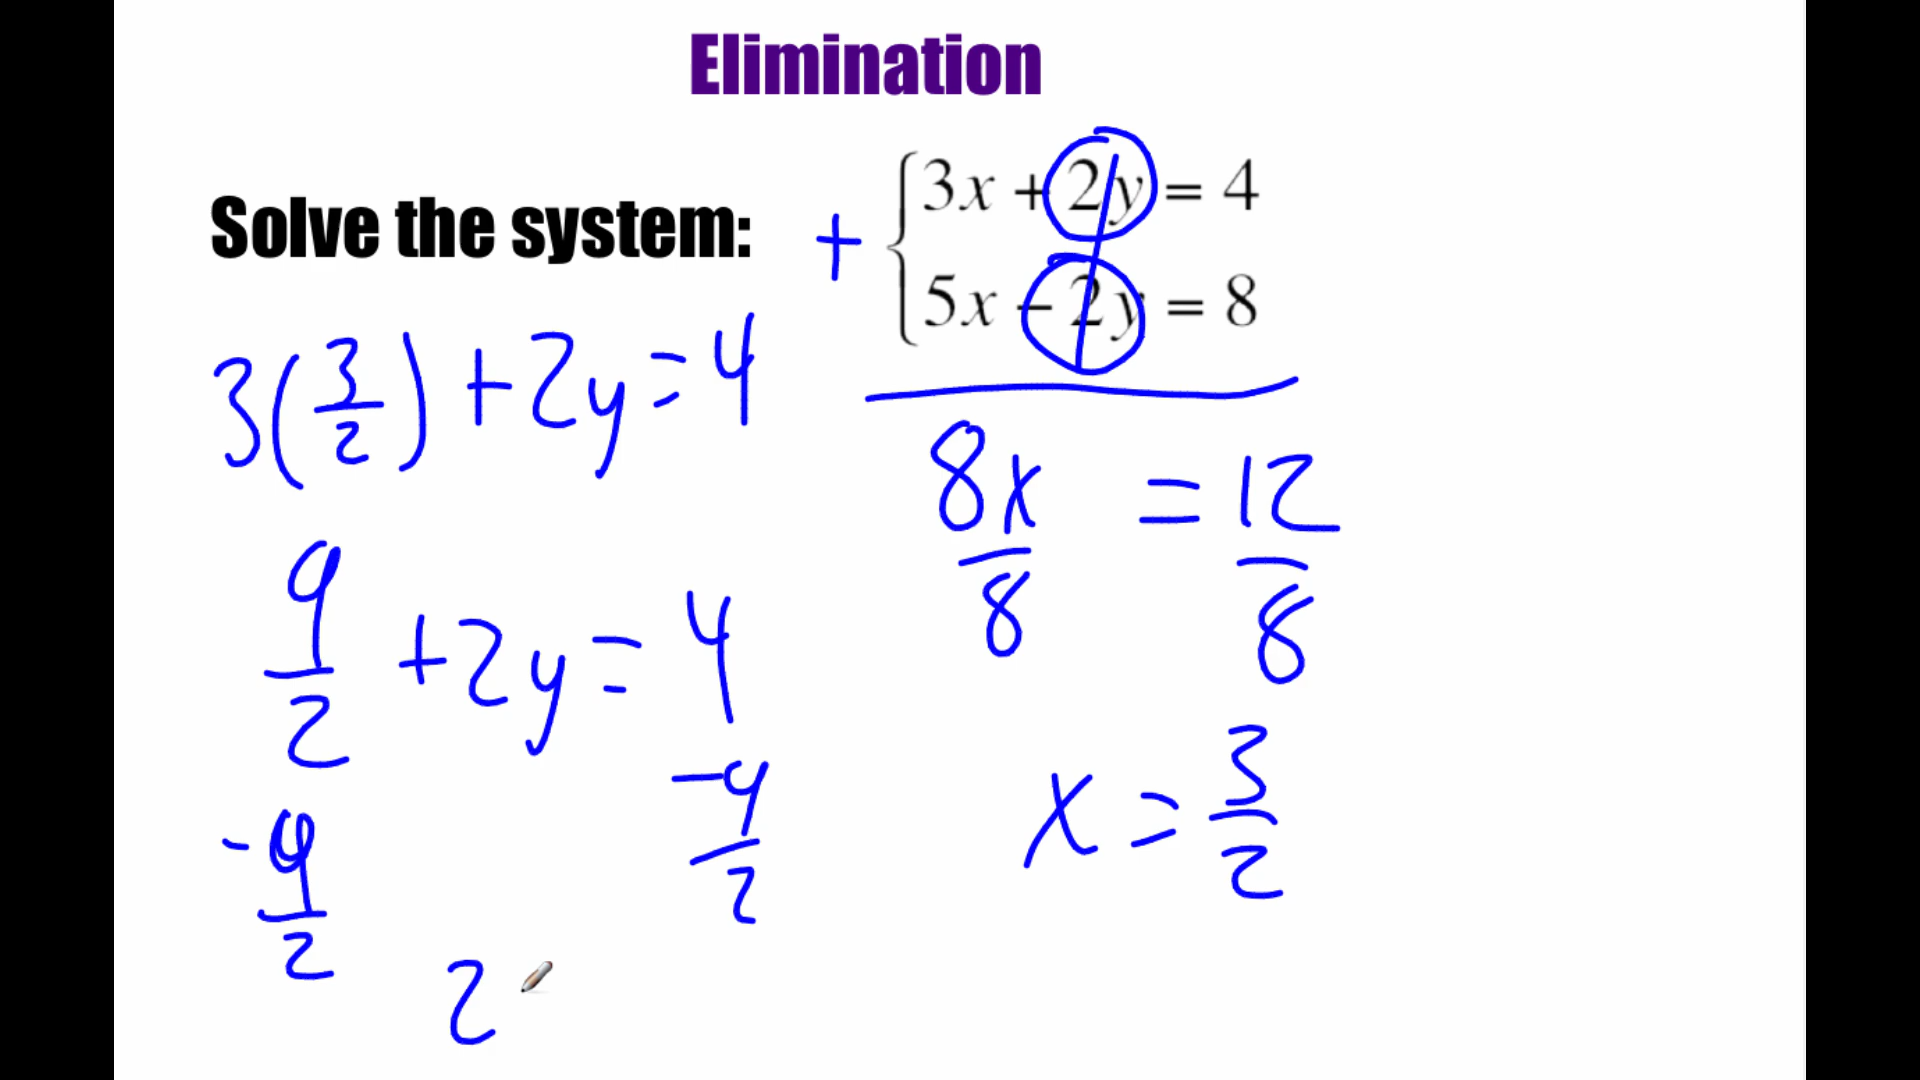 Elimination
Solve the system:
+ { 3x + 2y = 4
5x − 2y = 8
8x = 12
8 8
x = 3/2
3(3/2) + 2y = 4
9/2 + 2y = 4
-9/2 -9/2
2